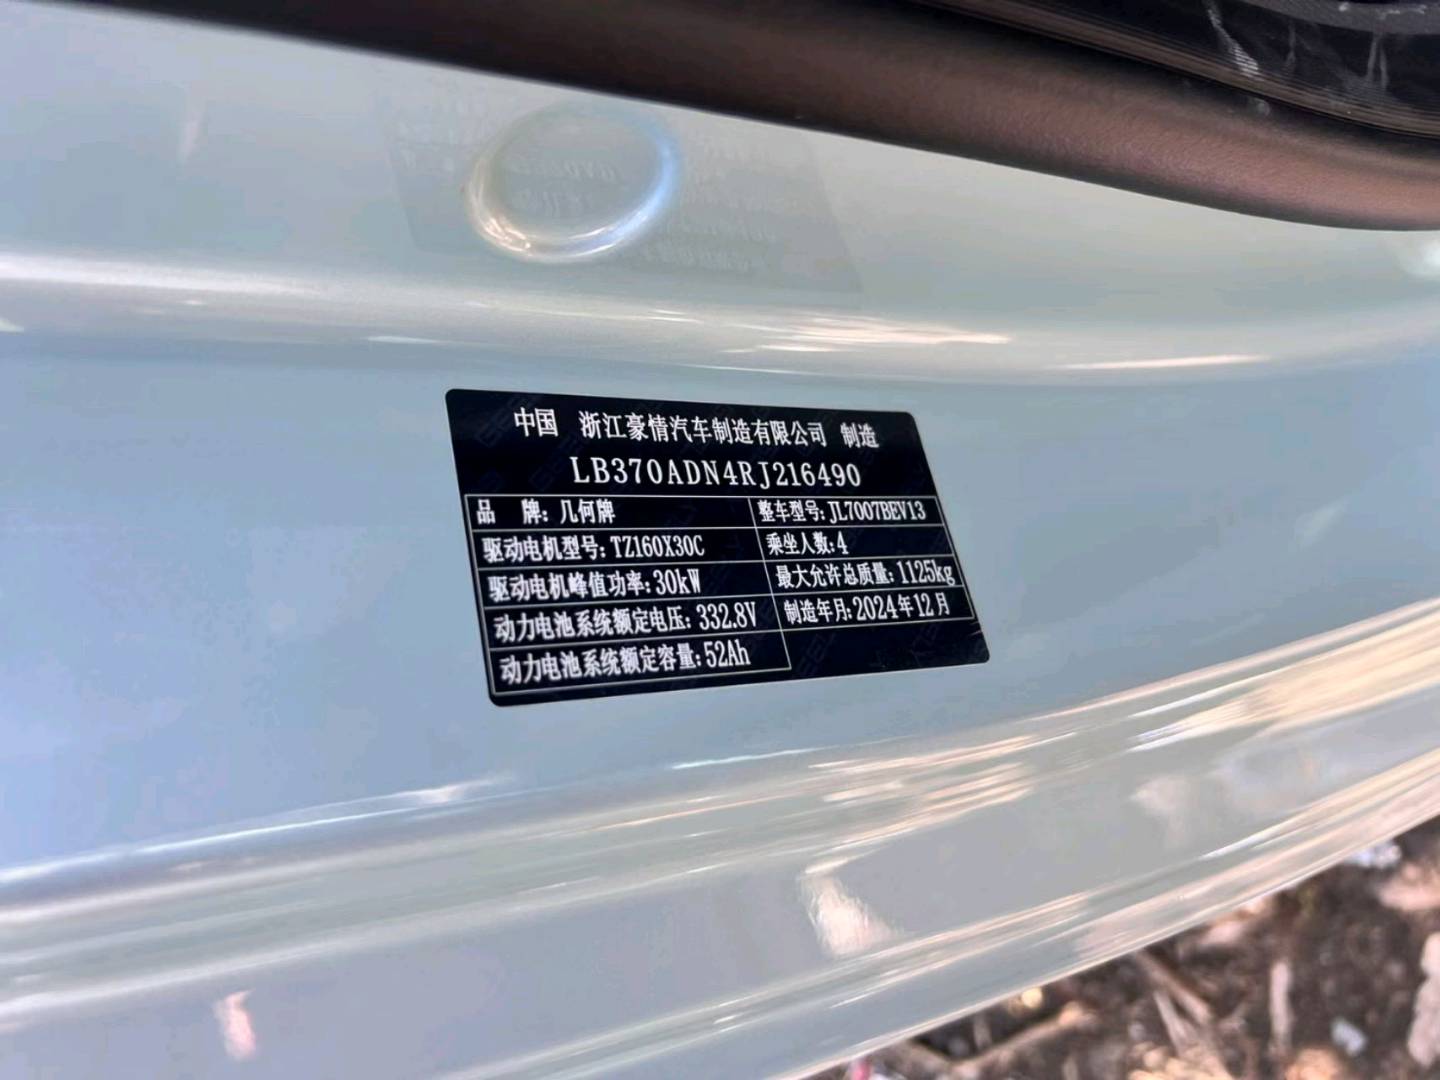 中国 浙江豪情汽车制造有限公司 制造
LB370ADN4RJ216490
品 牌: 几何牌 整车型号: JL7007BEV13
驱动电机型号: TZ160X30C 乘坐人数: 4
驱动电机峰值功率: 30kW 最大允许总质量: 1125kg
动力电池系统额定电压: 332.8V 制造年月: 2024年12月
动力电池系统额定容量: 52Ah